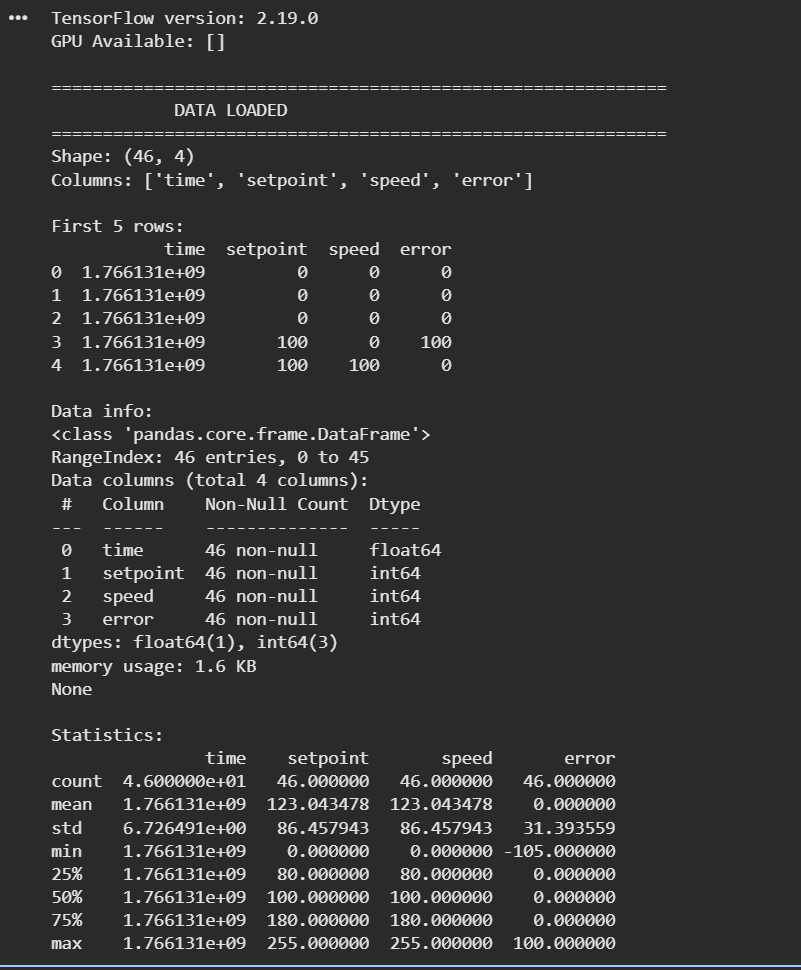 TensorFlow version: 2.19.0
GPU Available: []
============================================================
            DATA LOADED
============================================================
Shape: (46, 4)
Columns: ['time', 'setpoint', 'speed', 'error']
First 5 rows:
           time  setpoint  speed  error
0  1.766131e+09         0      0      0
1  1.766131e+09         0      0      0
2  1.766131e+09         0      0      0
3  1.766131e+09       100      0    100
4  1.766131e+09       100    100      0
Data info:
<class 'pandas.core.frame.DataFrame'>
RangeIndex: 46 entries, 0 to 45
Data columns (total 4 columns):
 #   Column    Non-Null Count  Dtype
---  ------    --------------  -----
 0   time      46 non-null     float64
 1   setpoint  46 non-null     int64
 2   speed     46 non-null     int64
 3   error     46 non-null     int64
dtypes: float64(1), int64(3)
memory usage: 1.6 KB
None
Statistics:
               time    setpoint       speed       error
count  4.600000e+01   46.000000   46.000000   46.000000
mean   1.766131e+09  123.043478  123.043478    0.000000
std    6.726491e+00   86.457943   86.457943   31.393559
min    1.766131e+09    0.000000    0.000000 -105.000000
25%    1.766131e+09   80.000000   80.000000    0.000000
50%    1.766131e+09  100.000000  100.000000    0.000000
75%    1.766131e+09  180.000000  180.000000    0.000000
max    1.766131e+09  255.000000  255.000000  100.000000